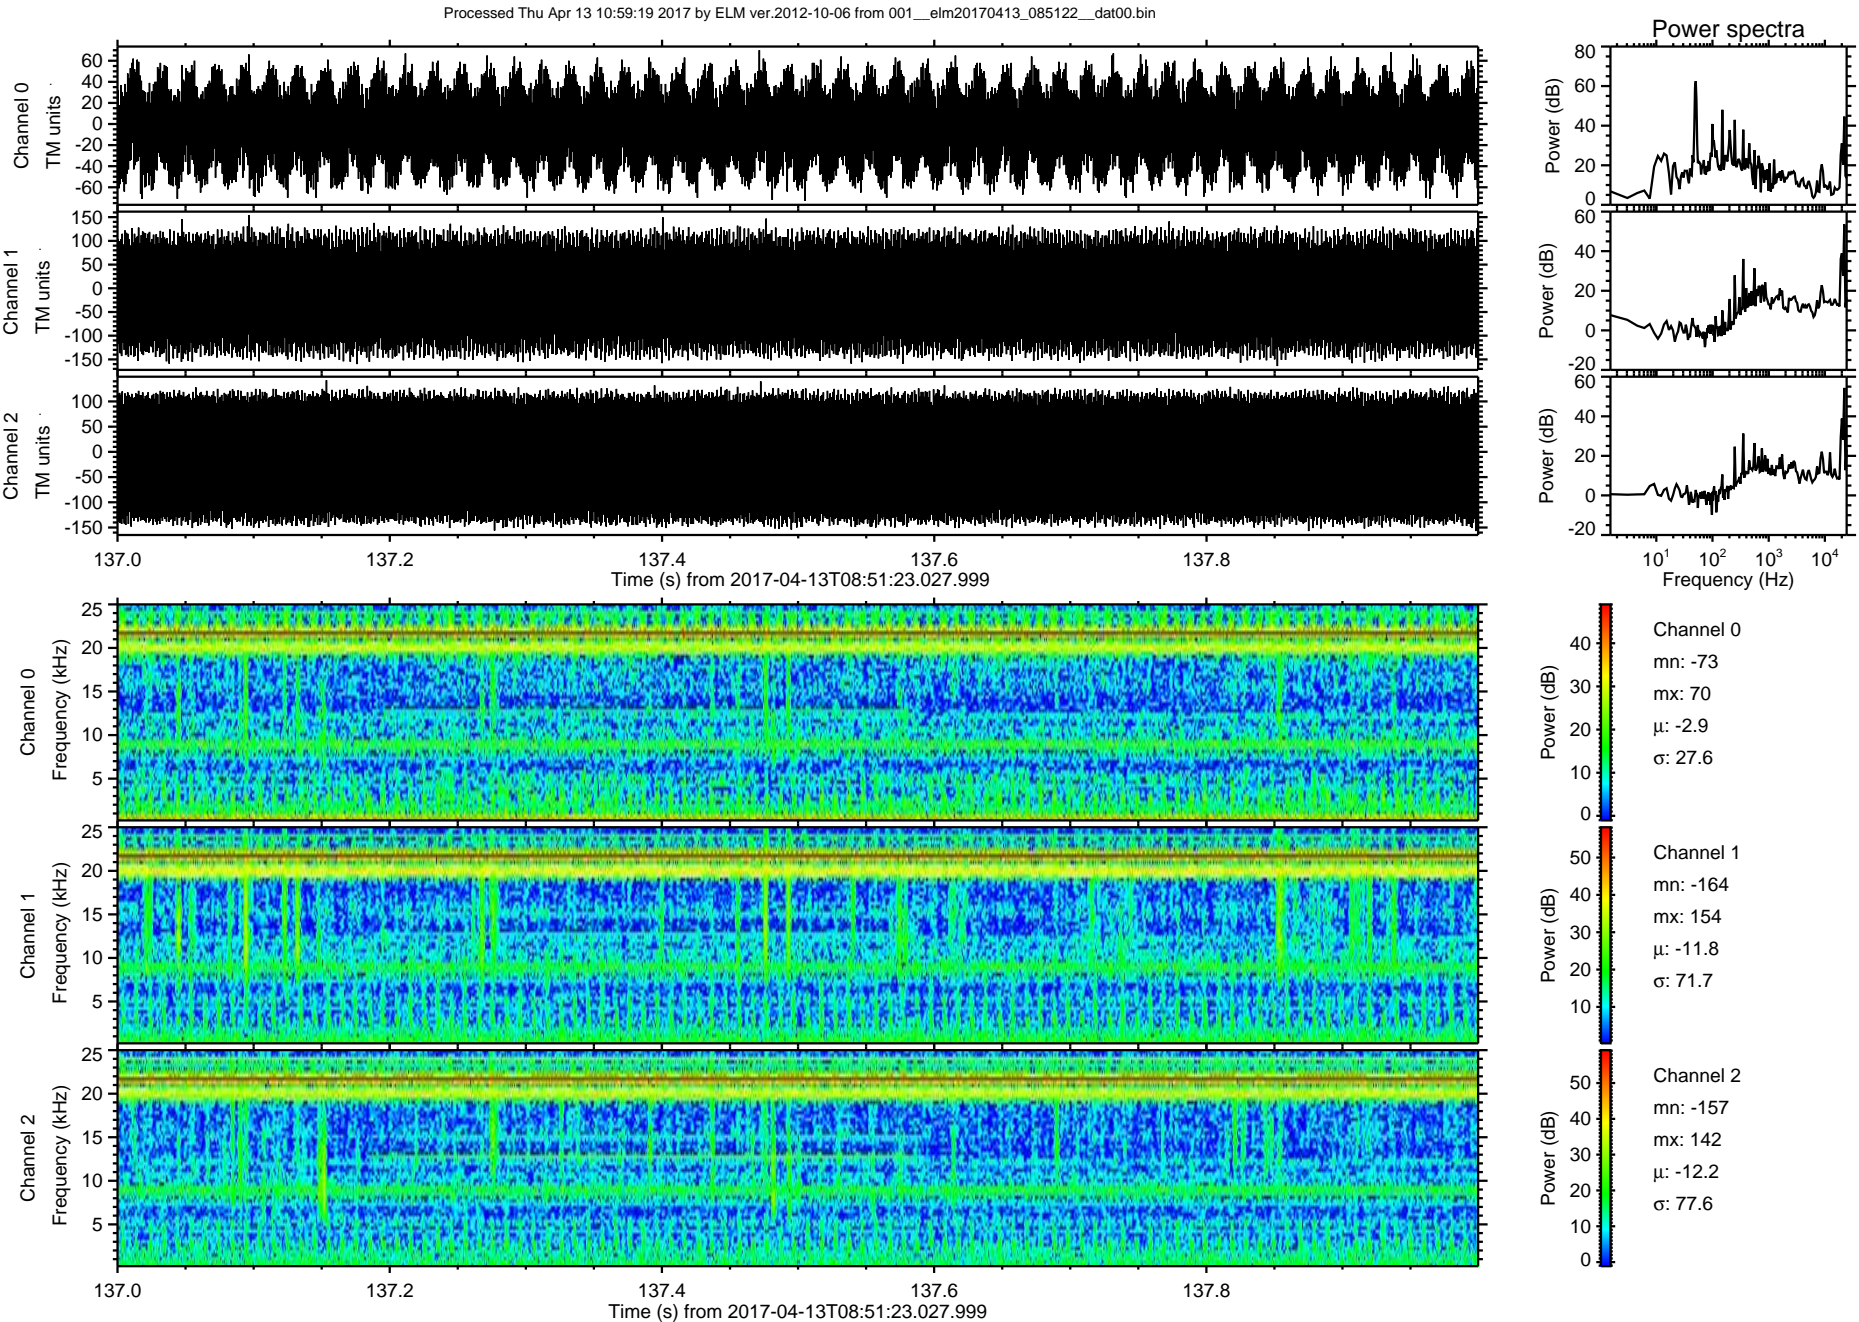 Processed Thu Apr 13 10:59:19 2017 by ELM ver.2012-10-06 from 001__elm20170413_085122__dat00.bin
Power spectra
Channel 0
TM units
60
40
20
0
-20
-40
-60
Power (dB)
80
60
40
20
0
Channel 1
TM units
150
100
50
0
-50
-100
-150
Power (dB)
60
40
20
0
-20
Channel 2
TM units
100
50
0
-50
-100
-150
Power (dB)
60
40
20
0
-20
137.0 137.2 137.4 137.6 137.8
Time (s) from 2017-04-13T08:51:23.027.999
10¹ 10² 10³ 10⁴
Frequency (Hz)
Channel 0
Frequency (kHz)
25
20
15
10
5
Power (dB)
40
30
20
10
0
Channel 0
mn: -73
mx: 70
μ: -2.9
σ: 27.6
Channel 1
Frequency (kHz)
25
20
15
10
5
Power (dB)
50
40
30
20
10
Channel 1
mn: -164
mx: 154
μ: -11.8
σ: 71.7
Channel 2
Frequency (kHz)
25
20
15
10
5
Power (dB)
50
40
30
20
10
0
Channel 2
mn: -157
mx: 142
μ: -12.2
σ: 77.6
137.0 137.2 137.4 137.6 137.8
Time (s) from 2017-04-13T08:51:23.027.999